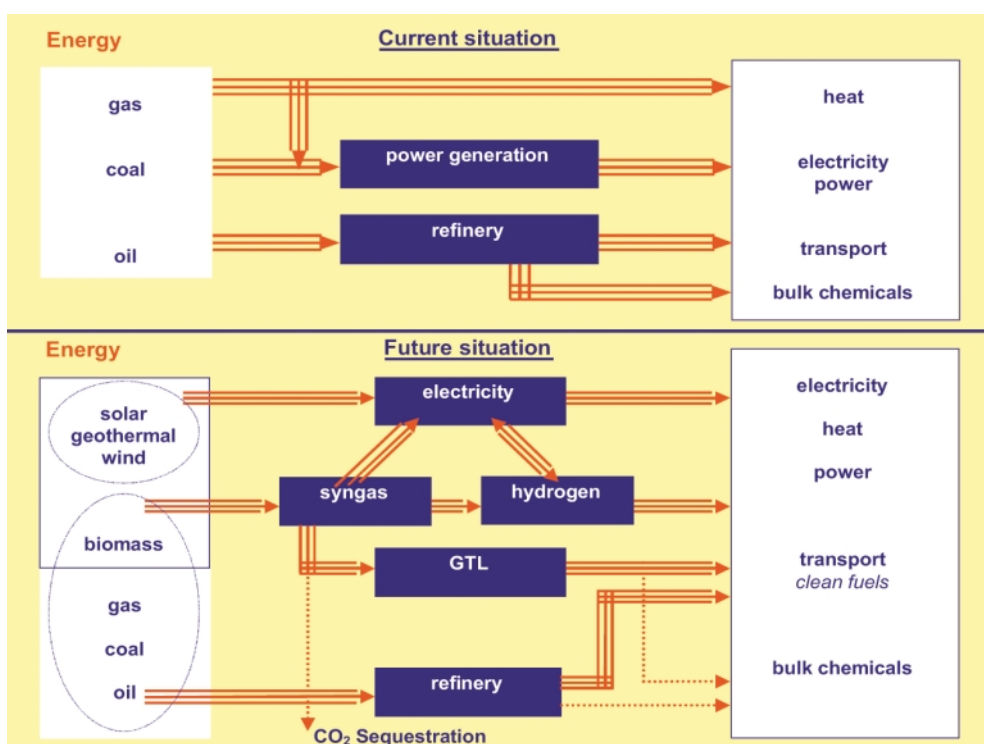 Energy
Current situation
gas
heat
coal
power generation
electricity
power
oil
refinery
transport
bulk chemicals
Energy
Future situation
solar
geothermal
wind
electricity
electricity
heat
power
syngas
hydrogen
biomass
GTL
transport
clean fuels
gas
coal
oil
refinery
bulk chemicals
CO₂ Sequestration